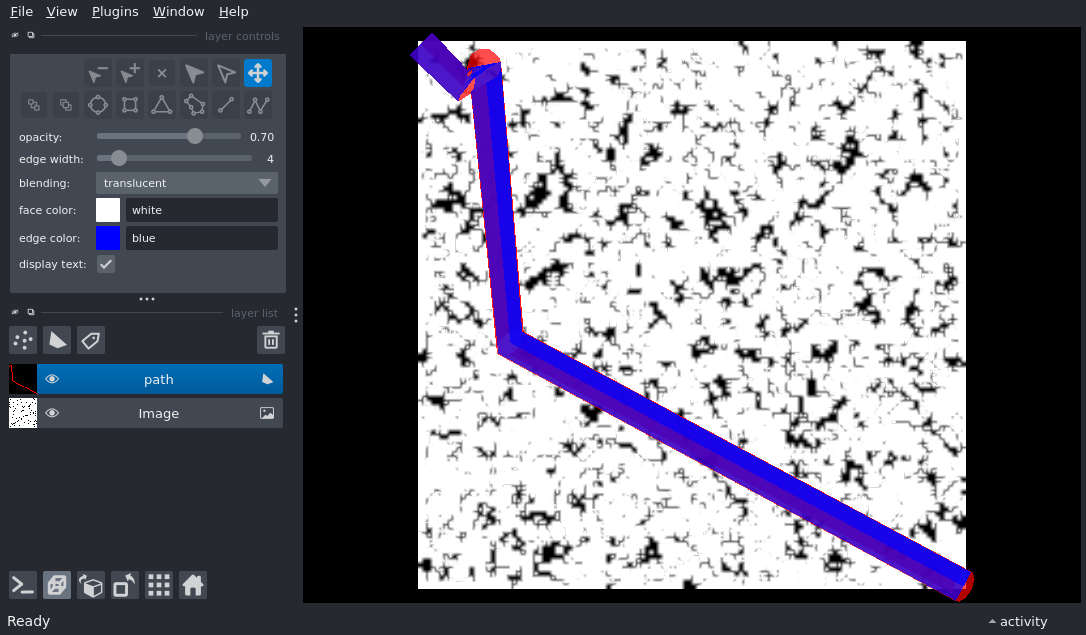 File View Plugins Window Help
layer controls
opacity: 0.70
edge width: 4
blending: translucent
face color: white
edge color: blue
display text:
layer list
path
Image
Ready activity